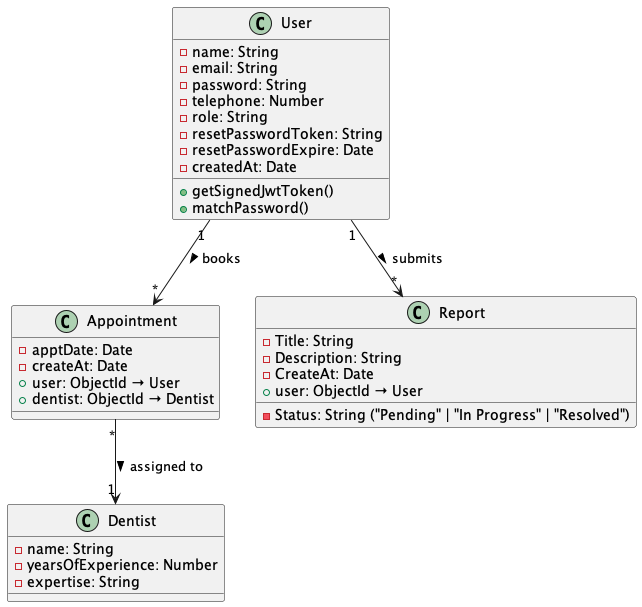 C User
name: String
email: String
password: String
telephone: Number
role: String
resetPasswordToken: String
resetPasswordExpire: Date
createdAt: Date
getSignedJwtToken()
matchPassword()
1
books
*
1
submits
*
C Appointment
apptDate: Date
createAt: Date
user: ObjectId → User
dentist: ObjectId → Dentist
C Report
Title: String
Description: String
CreateAt: Date
user: ObjectId → User
Status: String ("Pending" | "In Progress" | "Resolved")
*
assigned to
1
C Dentist
name: String
yearsOfExperience: Number
expertise: String